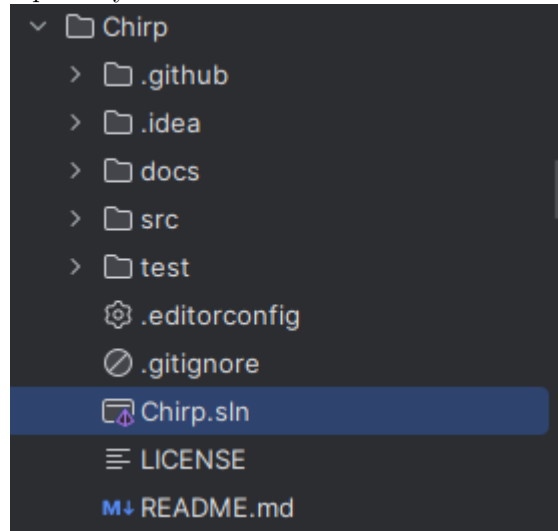 Chirp
.github
.idea
docs
src
test
.editorconfig
.gitignore
Chirp.sln
LICENSE
M↓ README.md